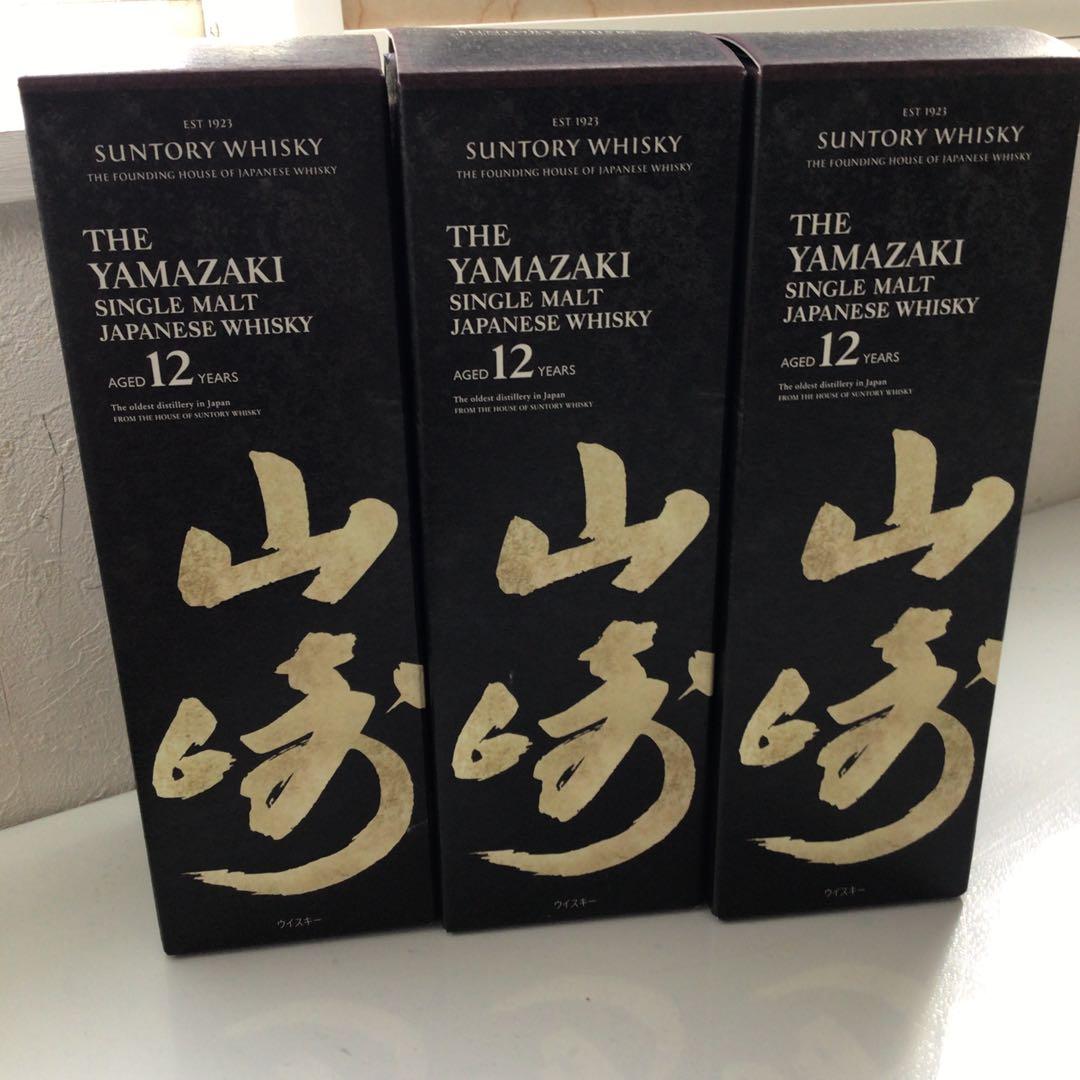 EST 1923
SUNTORY WHISKY
THE FOUNDING HOUSE OF JAPANESE WHISKY
THE
YAMAZAKI
SINGLE MALT
JAPANESE WHISKY
AGED 12 YEARS
The oldest distillery in Japan
FROM THE HOUSE OF SUNTORY WHISKY
山
崎
ウイスキー
EST 1923
SUNTORY WHISKY
THE FOUNDING HOUSE OF JAPANESE WHISKY
THE
YAMAZAKI
SINGLE MALT
JAPANESE WHISKY
AGED 12 YEARS
The oldest distillery in Japan
FROM THE HOUSE OF SUNTORY WHISKY
山
崎
ウイスキー
EST 1923
SUNTORY WHISKY
THE FOUNDING HOUSE OF JAPANESE WHISKY
THE
YAMAZAKI
SINGLE MALT
JAPANESE WHISKY
AGED 12 YEARS
The oldest distillery in Japan
FROM THE HOUSE OF SUNTORY WHISKY
山
崎
ウイスキー